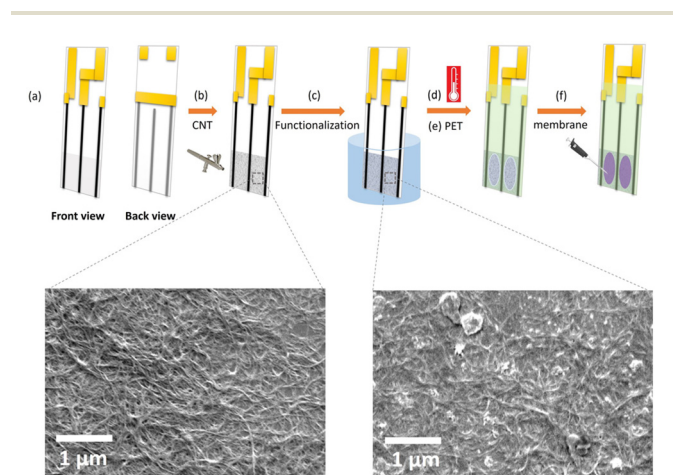 (a)
Front view
Back view
(b)
CNT
(c)
Functionalization
(d)
(e) PET
(f)
membrane
1 μm
1 μm